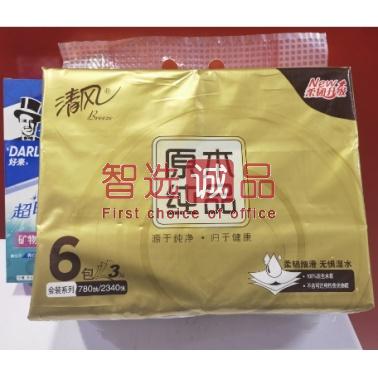 清风®
Breeze
New
柔韧升级
DARL
好来
超
矿物
原木
纯品
智选诚品
First choice of office
源于纯净·归于健康
6包
3层
金装系列
780抽/2340张
柔韧细滑 无惧湿水
100%原生木浆